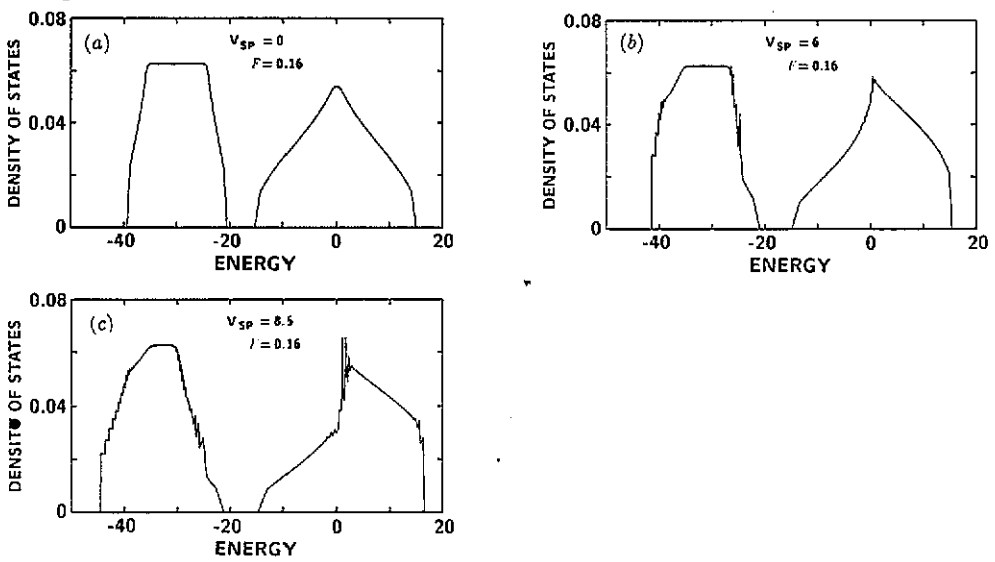 0.08
(a)
V_SP = 0
F = 0.16
DENSITY OF STATES
0.04
0
-40
-20
0
20
ENERGY
0.08
(b)
V_SP = 6
F = 0.16
DENSITY OF STATES
0.04
0
-40
-20
0
20
ENERGY
0.08
(c)
V_SP = 8.5
= 0.16
OF STATES
0.04
0
-40
-20
0
20
ENERGY